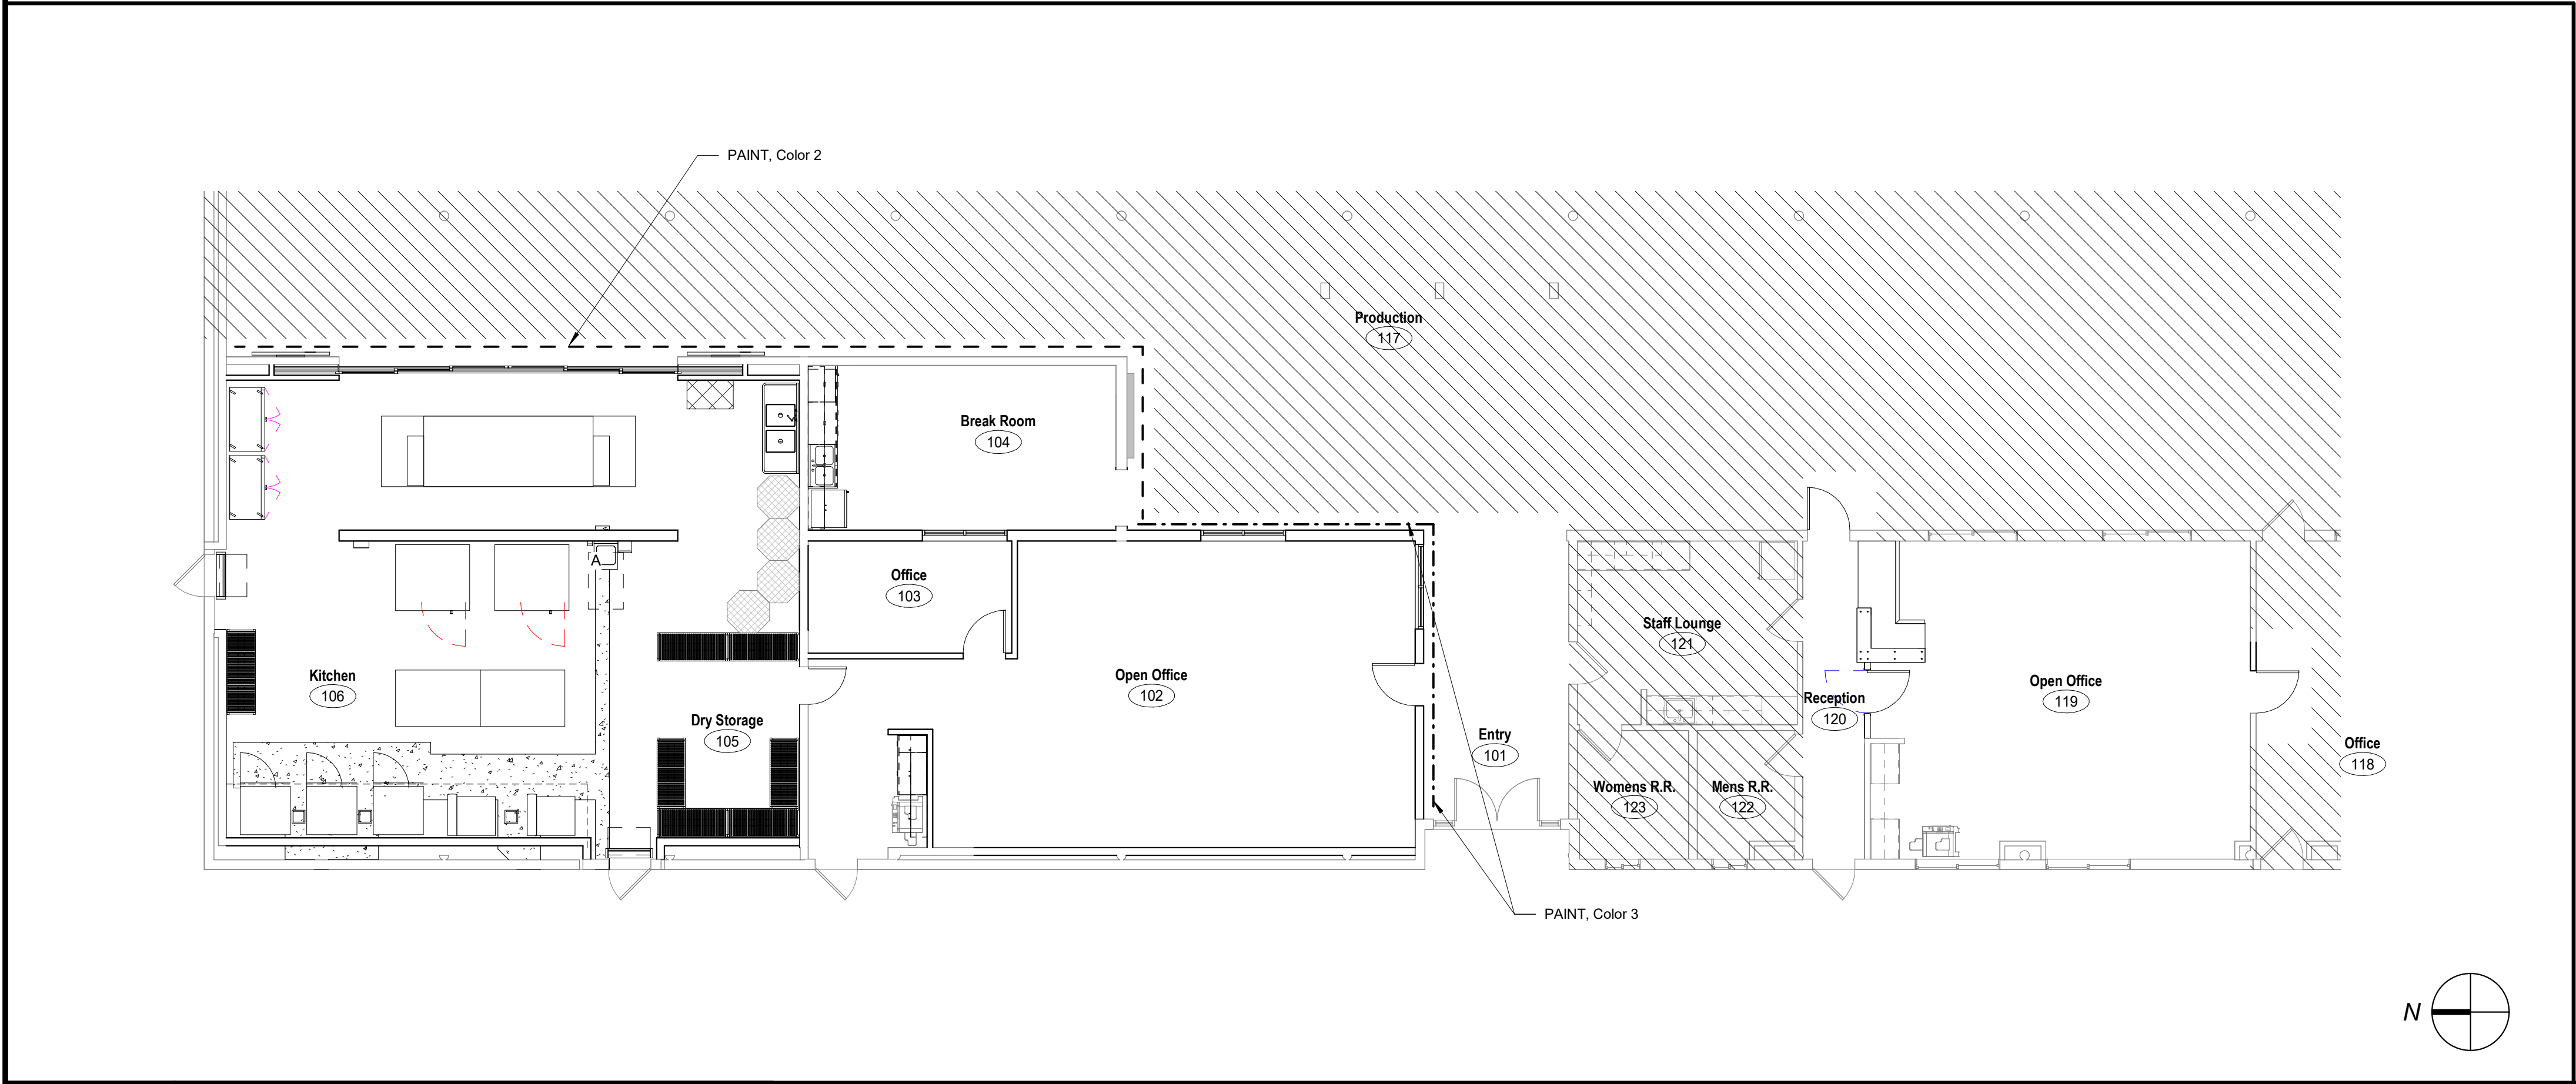 PAINT, Color 2
Production
117
Break Room
104
Office
103
A
Staff Lounge
121
Kitchen
106
Open Office
102
Open Office
119
Reception
120
Dry Storage
105
Entry
101
Office
118
Womens R.R.
123
Mens R.R.
122
PAINT, Color 3
N